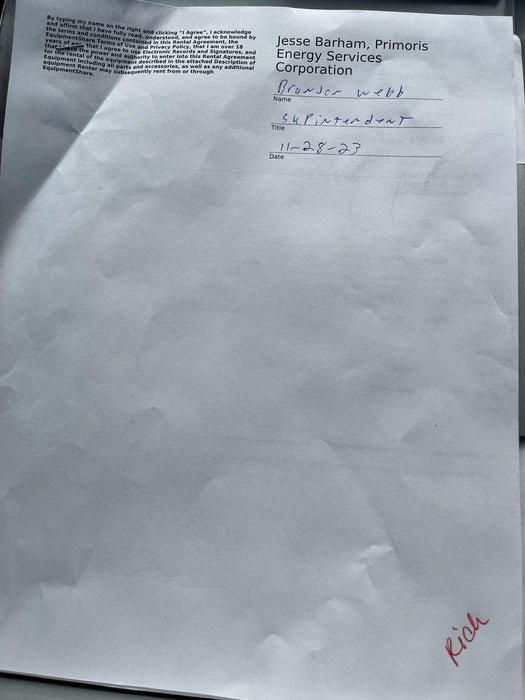 By typing my name on the right and clicking "I Agree", I acknowledge
and affirm that I have fully read, understood, and agree to be bound by
the terms and conditions contained in this Rental Agreement, the
EquipmentShare Terms of Use and Privacy Policy, that I am over 18
years of age, that I agree to use Electronic Records and Signatures, and
that I have the power and authority to enter into this Rental Agreement
for the rental of the equipment described in the attached Description of
Equipment including all parts and accessories, as well as any additional
equipment Renter may subsequently rent from or through
EquipmentShare.
Jesse Barham, Primoris
Energy Services
Corporation
Brandon Webb
Name
Supintendent
Title
11-28-23
Date
Rich